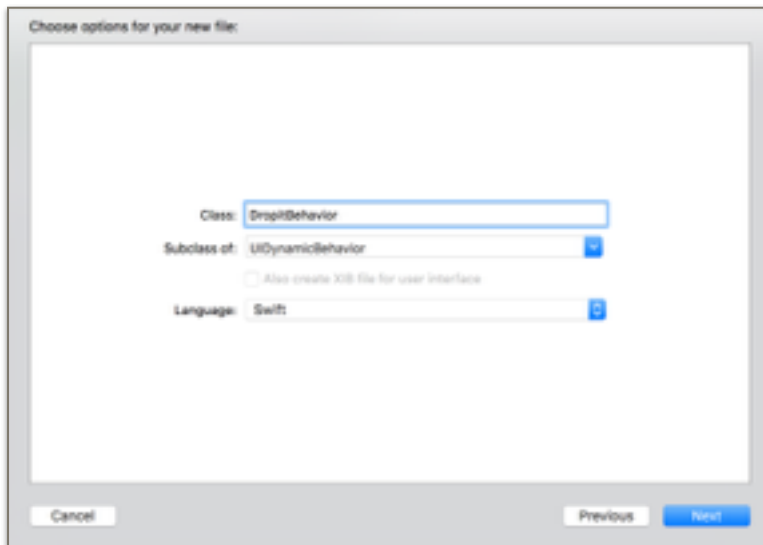 Choose options for your new file:
Class: DropitBehavior
Subclass of: UIDynamicBehavior
Also create XIB file for user interface
Language: Swift
Cancel Previous Next